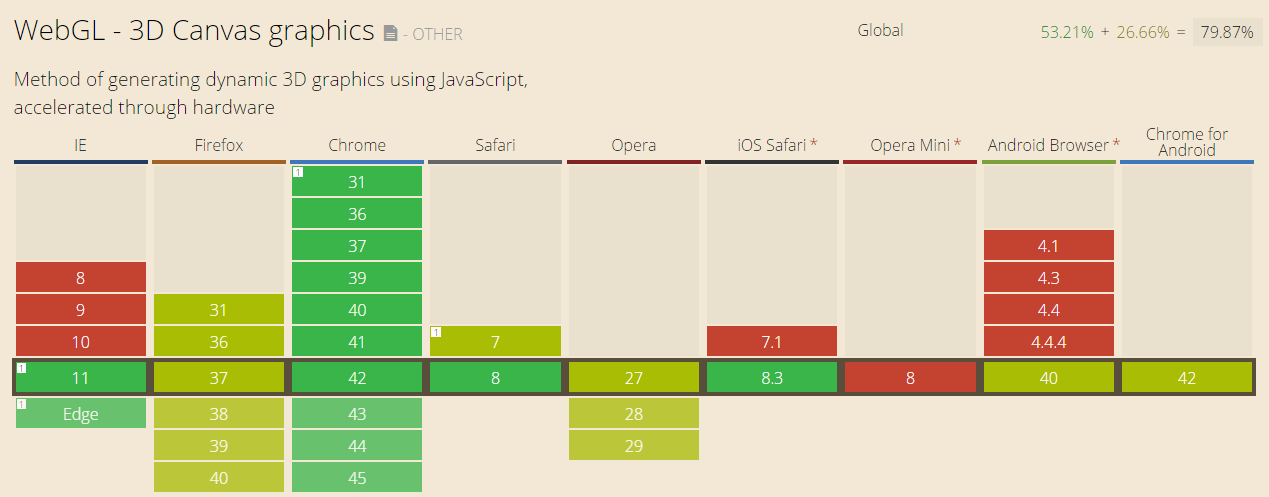 WebGL - 3D Canvas graphics - OTHER
Global 53.21% + 26.66% = 79.87%
Method of generating dynamic 3D graphics using JavaScript,
accelerated through hardware
IE Firefox Chrome Safari Opera iOS Safari * Opera Mini * Android Browser * Chrome for Android
1 31
36
37 4.1
8 39 4.3
9 31 40 4.4
10 36 41 1 7 7.1 4.4.4
1 11 37 42 8 27 8.3 8 40 42
1 Edge 38 43 28
39 44 29
40 45